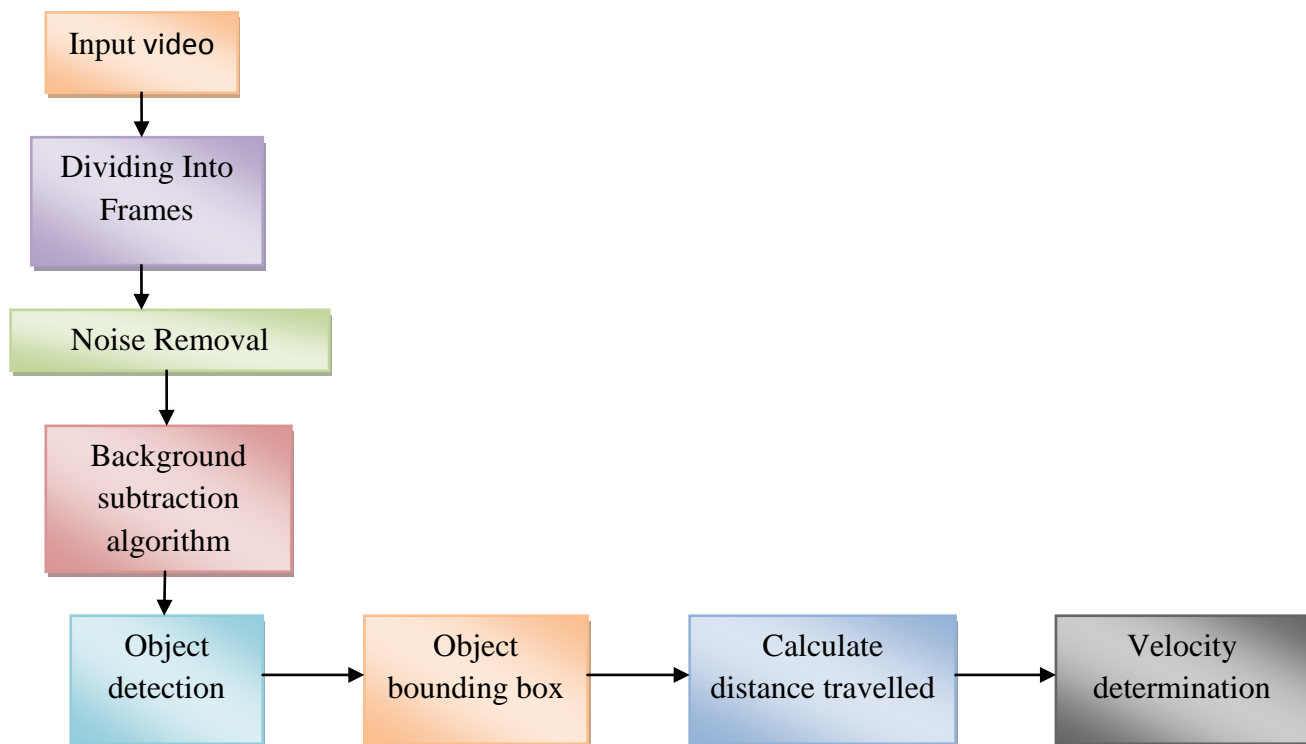 Input video
Dividing Into
Frames
Noise Removal
Background
subtraction
algorithm
Object
detection
Object
bounding box
Calculate
distance travelled
Velocity
determination